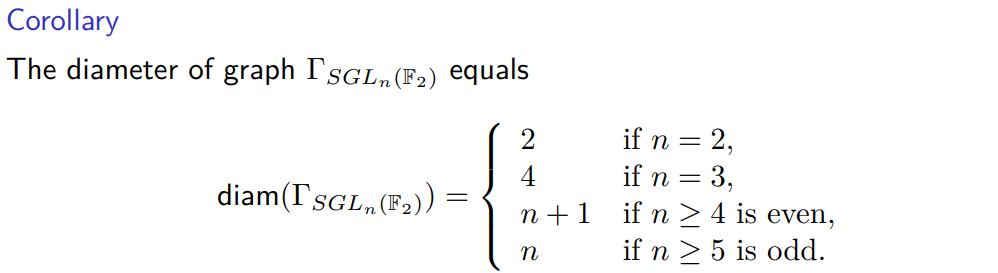 Corollary
The diameter of graph Γ_{SGL_n(𝔽_2)} equals
diam(Γ_{SGL_n(𝔽_2)}) = { 2 if n = 2,
4 if n = 3,
n + 1 if n ≥ 4 is even,
n if n ≥ 5 is odd.